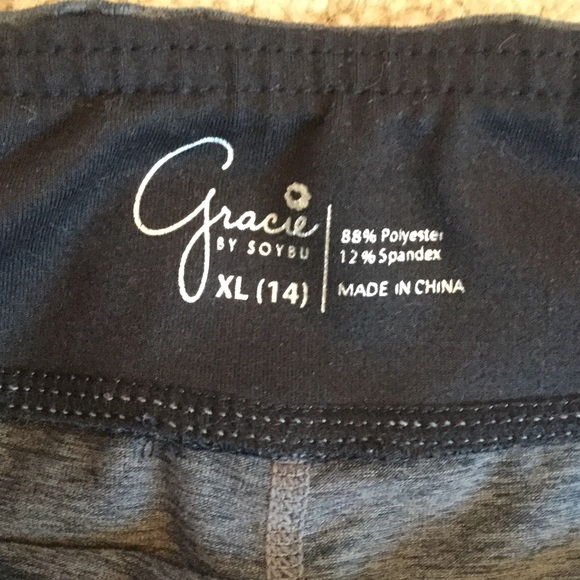 Gracie
BY SOYBU
XL (14)
88% Polyester
12% Spandex
MADE IN CHINA